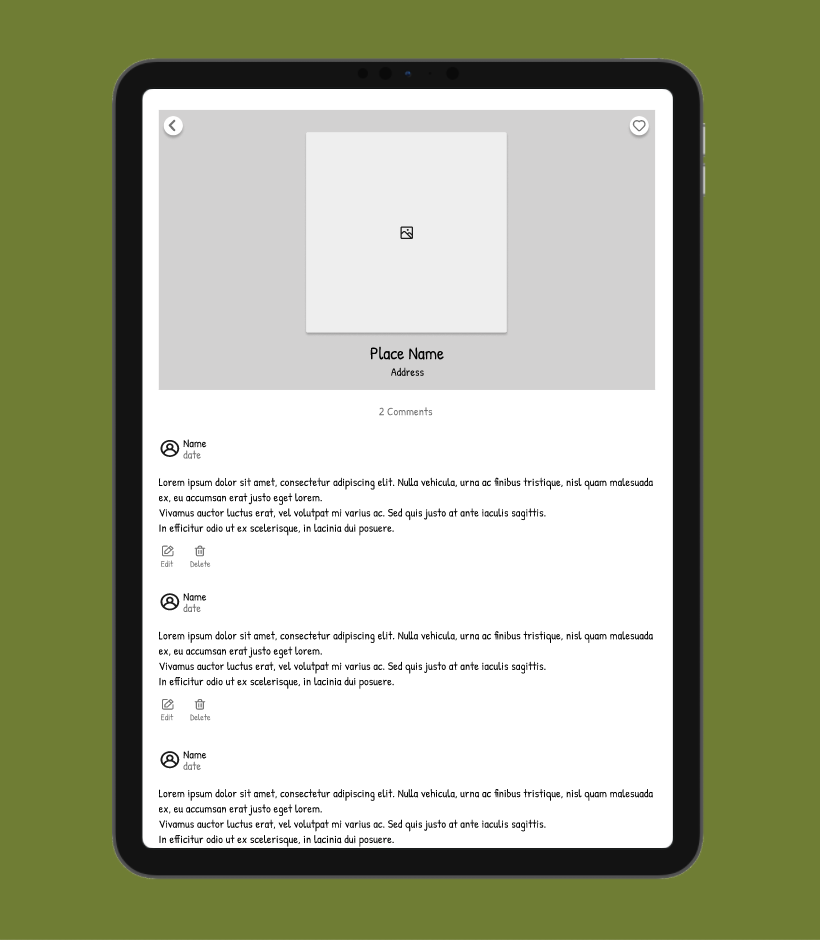 Place Name
Address
2 Comments
Name
date
Lorem ipsum dolor sit amet, consectetur adipiscing elit. Nulla vehicula, urna ac finibus tristique, nisl quam malesuada
ex, eu accumsan erat justo eget lorem.
Vivamus auctor luctus erat, vel volutpat mi varius ac. Sed quis justo at ante iaculis sagittis.
In efficitur odio ut ex scelerisque, in lacinia dui posuere.
Edit Delete
Name
date
Lorem ipsum dolor sit amet, consectetur adipiscing elit. Nulla vehicula, urna ac finibus tristique, nisl quam malesuada
ex, eu accumsan erat justo eget lorem.
Vivamus auctor luctus erat, vel volutpat mi varius ac. Sed quis justo at ante iaculis sagittis.
In efficitur odio ut ex scelerisque, in lacinia dui posuere.
Edit Delete
Name
date
Lorem ipsum dolor sit amet, consectetur adipiscing elit. Nulla vehicula, urna ac finibus tristique, nisl quam malesuada
ex, eu accumsan erat justo eget lorem.
Vivamus auctor luctus erat, vel volutpat mi varius ac. Sed quis justo at ante iaculis sagittis.
In efficitur odio ut ex scelerisque, in lacinia dui posuere.